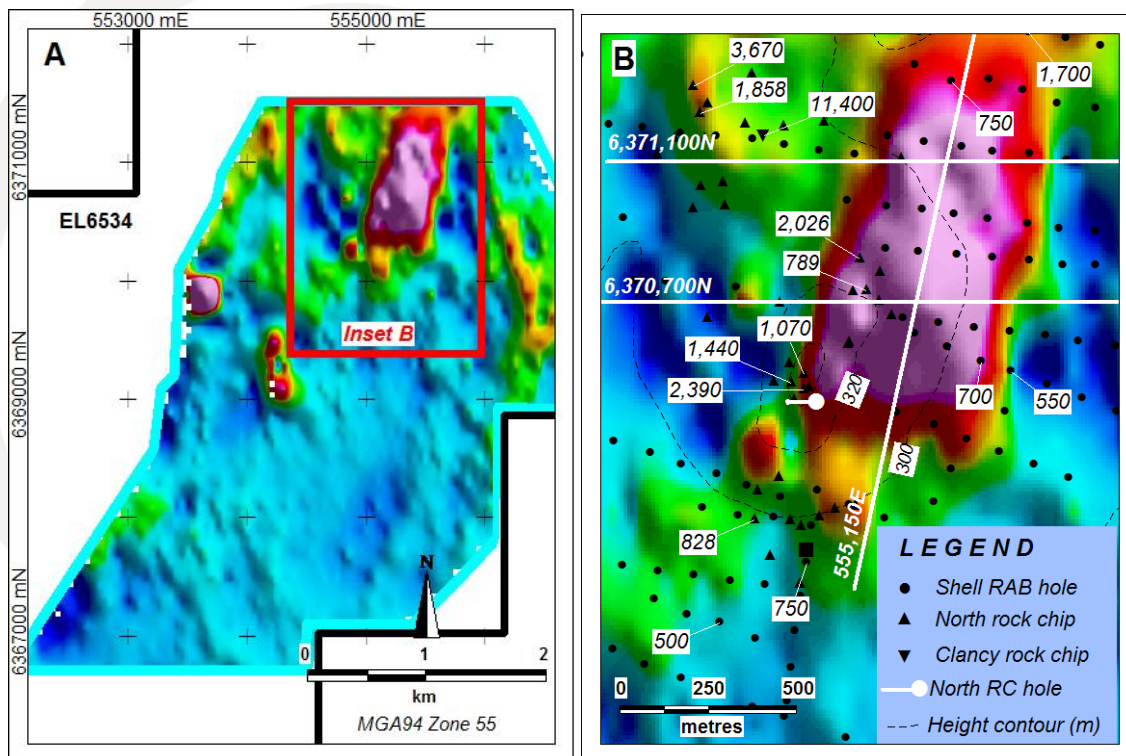 553000 mE
555000 mE
A
6371000 mN
EL6534
Inset B
6369000 mN
6367000 mN
N
0
1
2
km
MGA94 Zone 55
B
3,670
1,858
11,400
1,700
750
6,371,100N
2,026
789
6,370,700N
1,070
1,440
2,390
320
700
550
300
828
555,150E
750
500
0
250
500
metres
LEGEND
Shell RAB hole
North rock chip
Clancy rock chip
North RC hole
Height contour (m)